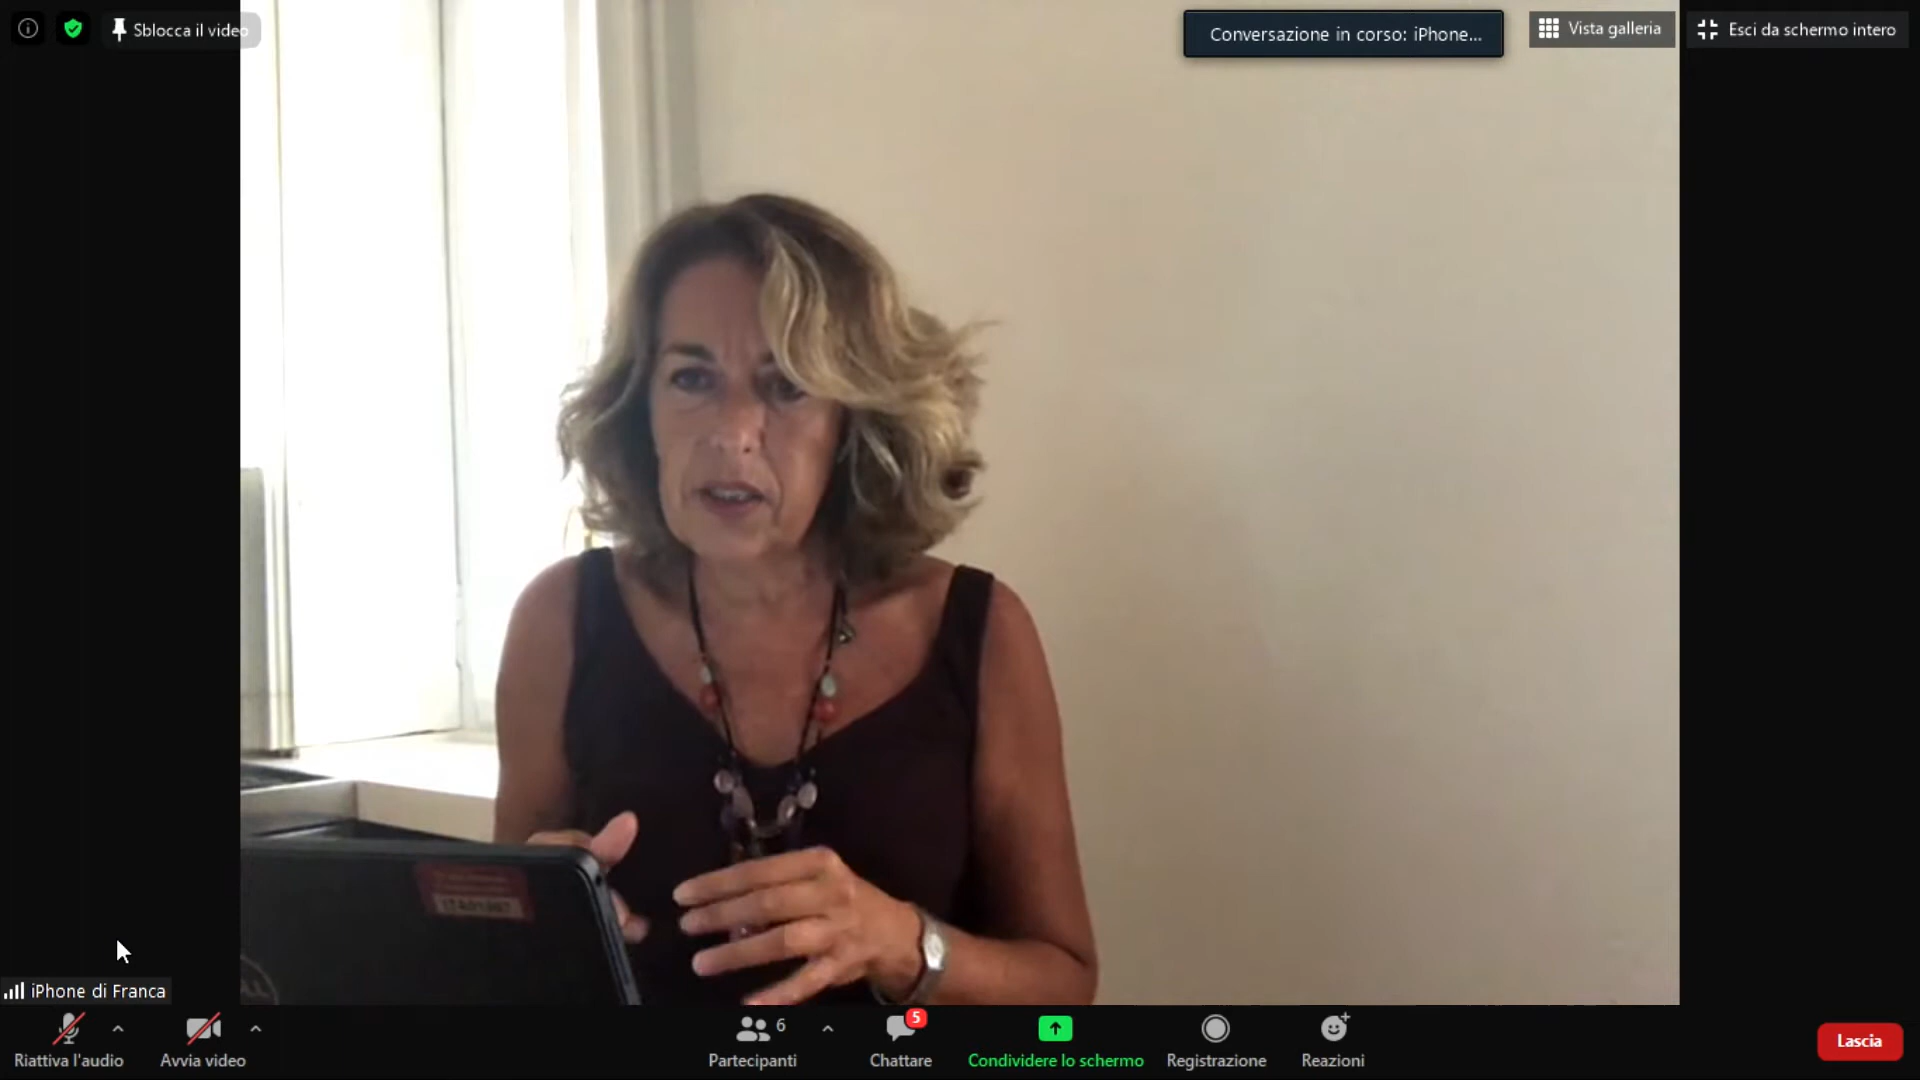 Sblocca il video
Conversazione in corso: iPhone...
Vista galleria
Esci da schermo intero
iPhone di Franca
Riattiva l'audio
Avvia video
6
Partecipanti
5
Chattare
Condividere lo schermo
Registrazione
Reazioni
Lascia